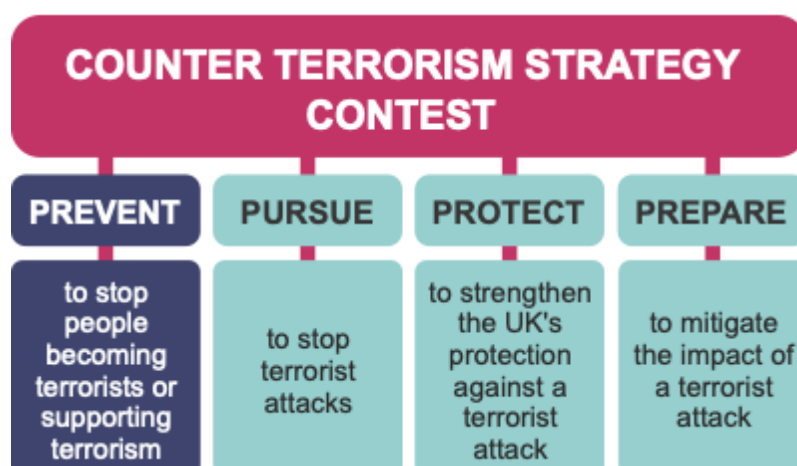 COUNTER TERRORISM STRATEGY
CONTEST
PREVENT
PURSUE
PROTECT
PREPARE
to stop
people
becoming
terrorists or
supporting
terrorism
to stop
terrorist
attacks
to strengthen
the UK's
protection
against a
terrorist
attack
to mitigate
the impact of
a terrorist
attack